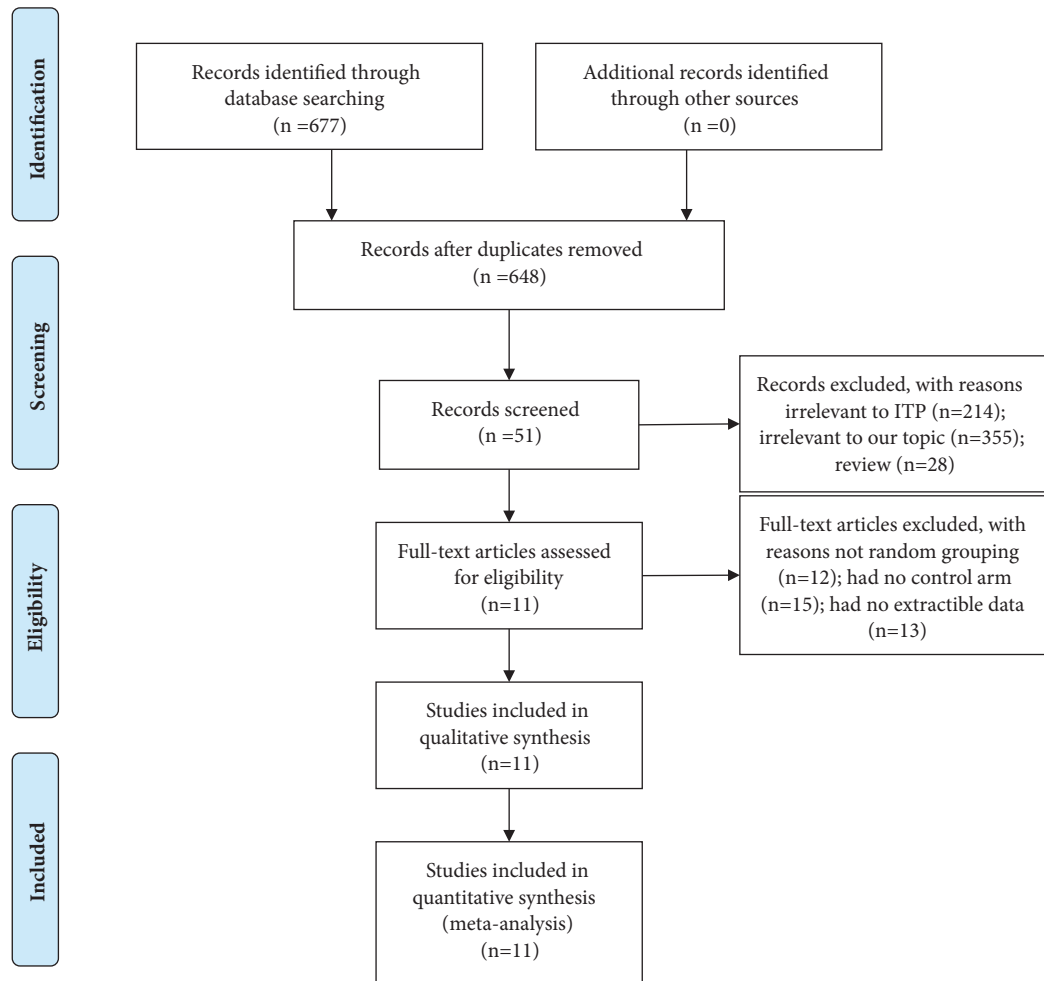 Identification
Records identified through
database searching
(n =677)
Additional records identified
through other sources
(n =0)
Records after duplicates removed
(n =648)
Screening
Records screened
(n =51)
Records excluded, with reasons
irrelevant to ITP (n=214);
irrelevant to our topic (n=355);
review (n=28)
Eligibility
Full-text articles assessed
for eligibility
(n=11)
Full-text articles excluded, with
reasons not random grouping
(n=12); had no control arm
(n=15); had no extractible data
(n=13)
Studies included in
qualitative synthesis
(n=11)
Included
Studies included in
quantitative synthesis
(meta-analysis)
(n=11)